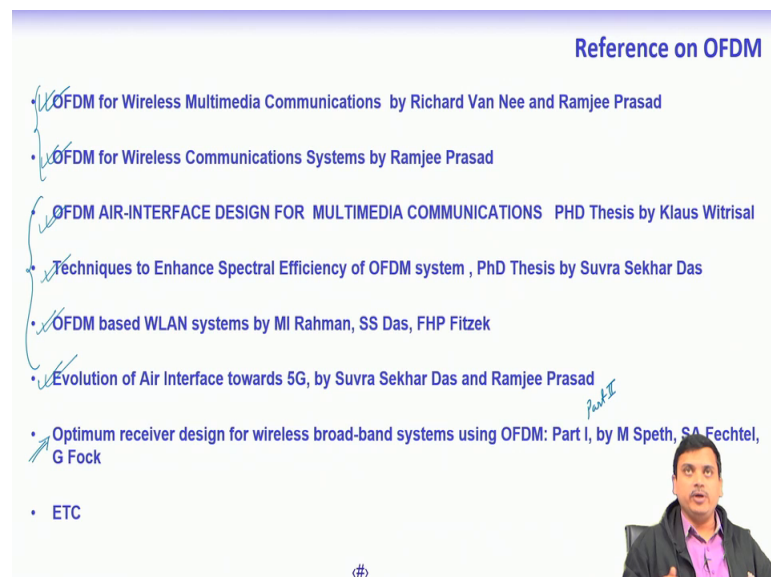 Reference on OFDM
• OFDM for Wireless Multimedia Communications by Richard Van Nee and Ramjee Prasad
• OFDM for Wireless Communications Systems by Ramjee Prasad
• OFDM AIR-INTERFACE DESIGN FOR MULTIMEDIA COMMUNICATIONS PHD Thesis by Klaus Witrisal
• Techniques to Enhance Spectral Efficiency of OFDM system , PhD Thesis by Suvra Sekhar Das
• OFDM based WLAN systems by MI Rahman, SS Das, FHP Fitzek
• Evolution of Air Interface towards 5G, by Suvra Sekhar Das and Ramjee Prasad
Part II
• Optimum receiver design for wireless broad-band systems using OFDM: Part I, by M Speth, SA Fechtel,
G Fock
• ETC
‹#›